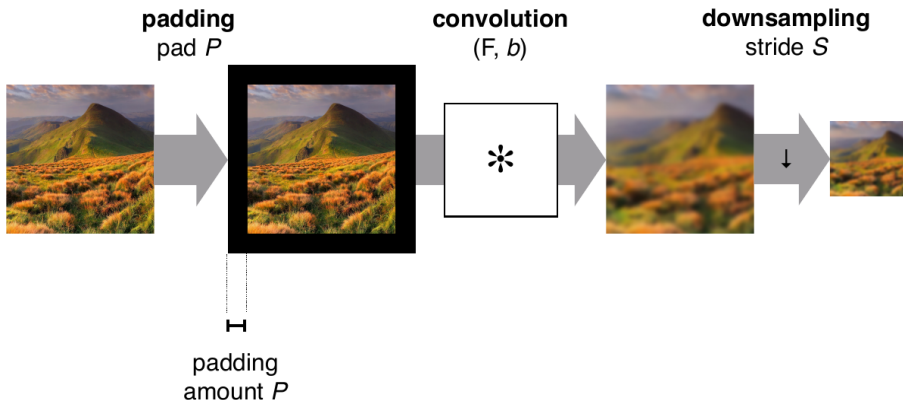 padding
pad P
convolution
(F, b)
downsampling
stride S
*
↓
padding
amount P